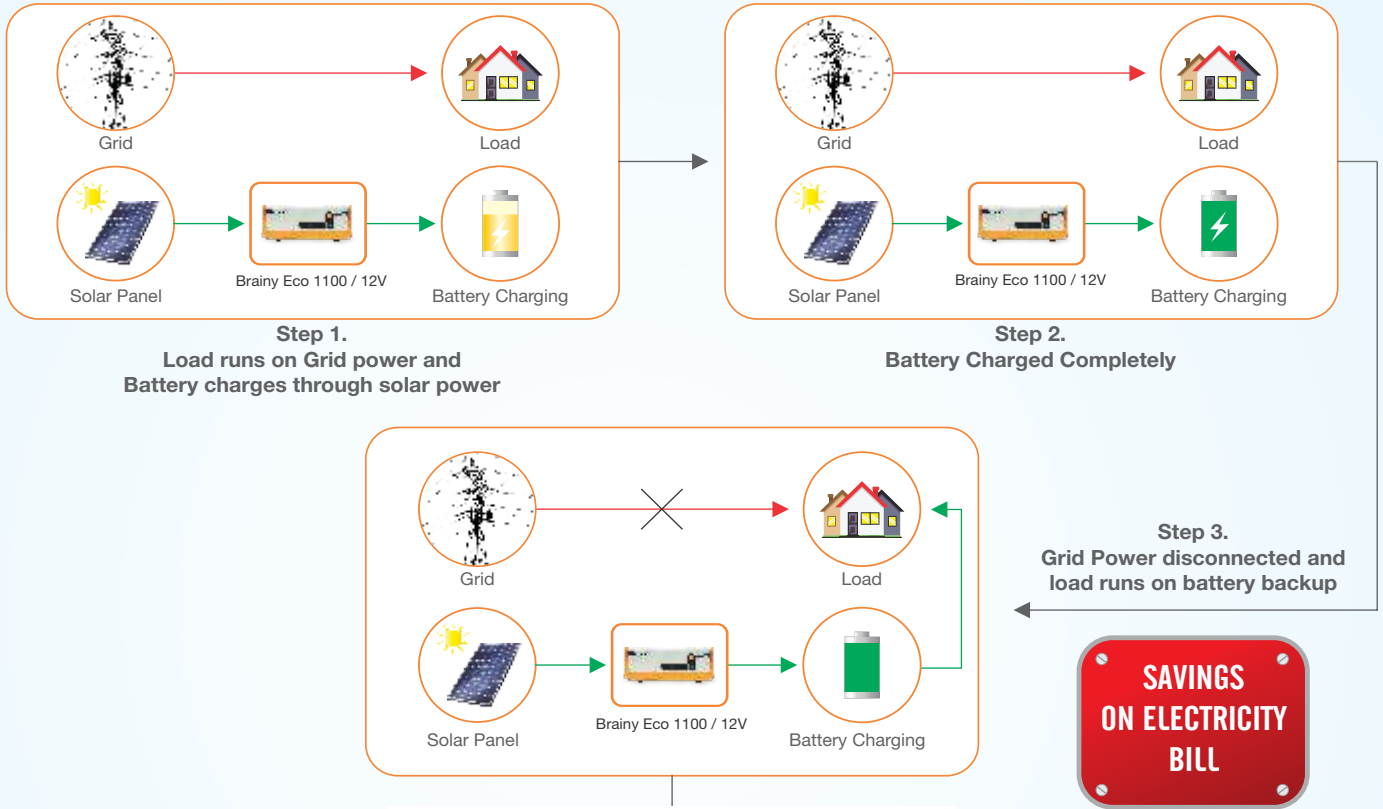 Grid
Load
Solar Panel
Brainy Eco 1100 / 12V
Battery Charging
Step 1.
Load runs on Grid power and
Battery charges through solar power
Grid
Load
Solar Panel
Brainy Eco 1100 / 12V
Battery Charging
Step 2.
Battery Charged Completely
Grid
Load
Solar Panel
Brainy Eco 1100 / 12V
Battery Charging
Step 3.
Grid Power disconnected and
load runs on battery backup
SAVINGS
ON ELECTRICITY
BILL